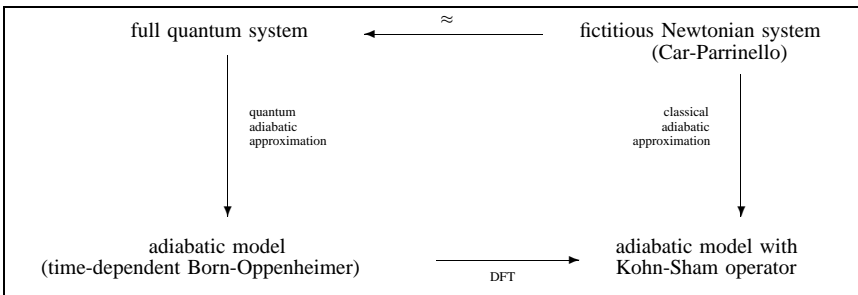 full quantum system
≈
fictitious Newtonian system
(Car-Parrinello)
quantum
adiabatic
approximation
classical
adiabatic
approximation
adiabatic model
(time-dependent Born-Oppenheimer)
DFT
adiabatic model with
Kohn-Sham operator